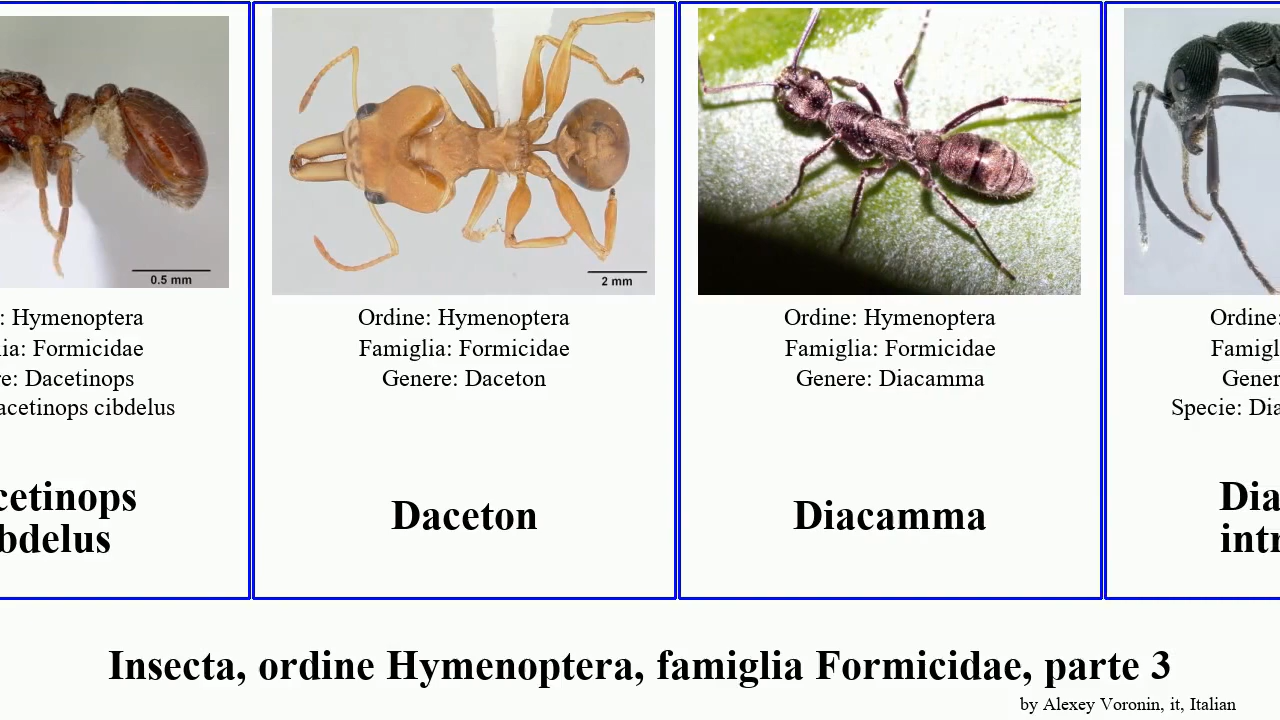 0.5 mm
: Hymenoptera
ia: Formicidae
e: Dacetinops
acetinops cibdelus
cetinops
bdelus
2 mm
Ordine: Hymenoptera
Famiglia: Formicidae
Genere: Daceton
Daceton
Ordine: Hymenoptera
Famiglia: Formicidae
Genere: Diacamma
Diacamma
Ordine:
Famigl
Gener
Specie: Dia
Dia
intr
Insecta, ordine Hymenoptera, famiglia Formicidae, parte 3
by Alexey Voronin, it, Italian